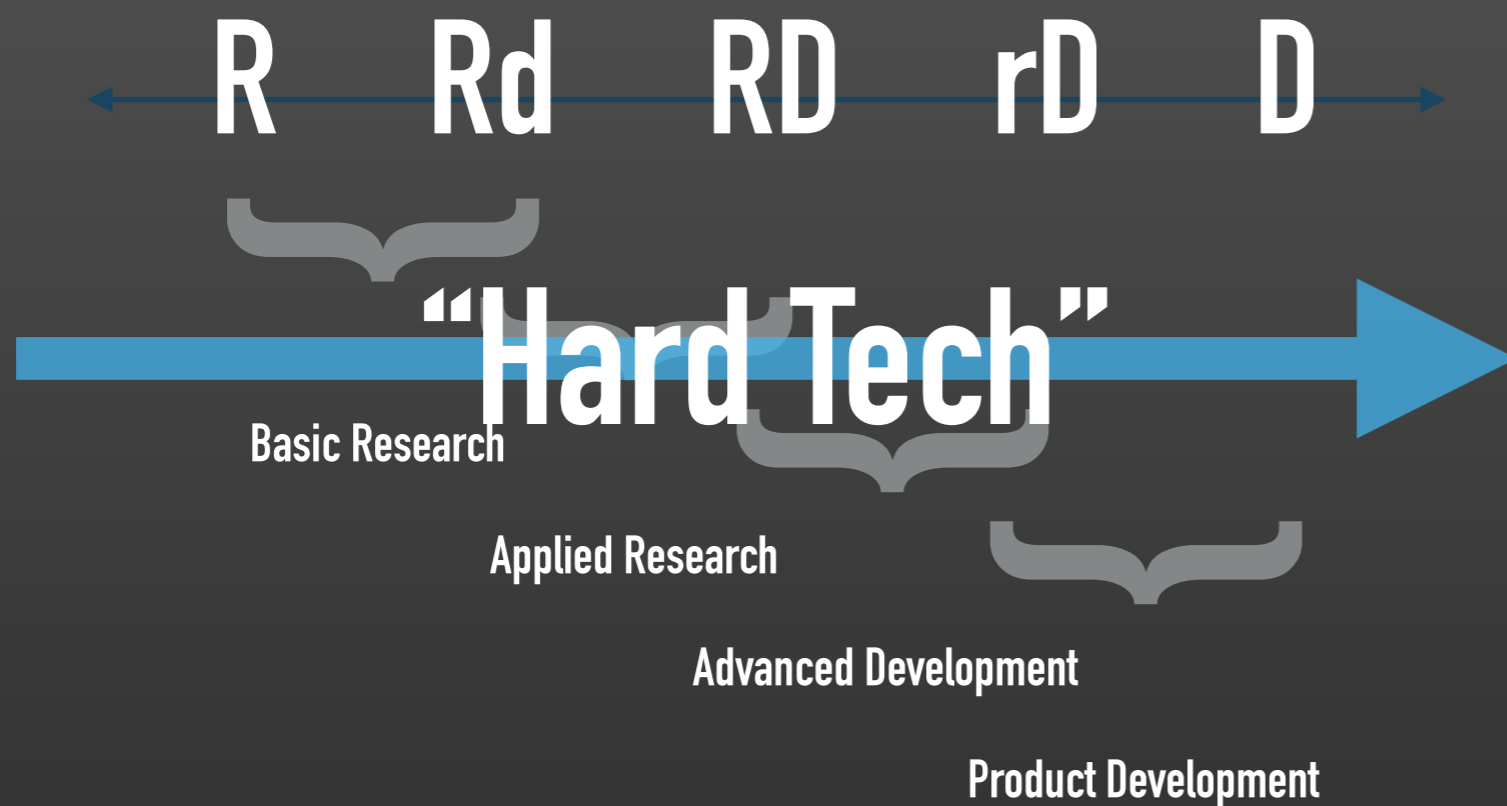 R Rd RD rD D
“Hard Tech”
Basic Research
Applied Research
Advanced Development
Product Development